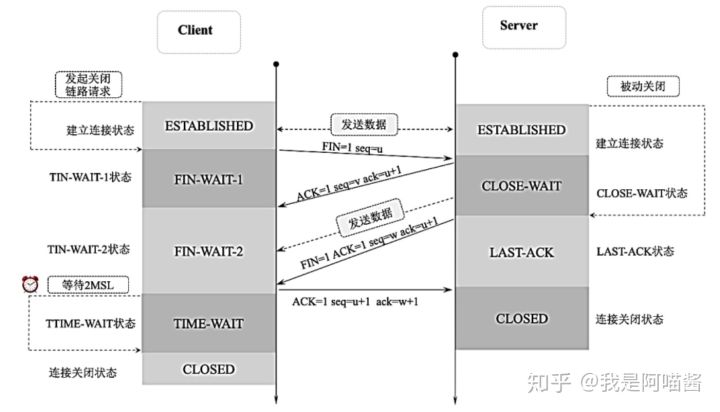 Client
Server
发起关闭
链路请求
被动关闭
发送数据
建立连接状态
ESTABLISHED
ESTABLISHED
建立连接状态
FIN=1 seq=u
TIN-WAIT-1状态
FIN-WAIT-1
ACK=1 seq=v ack=u+1
CLOSE-WAIT
CLOSE-WAIT状态
发送数据
TIN-WAIT-2状态
FIN-WAIT-2
FIN=1 ACK=1 seq=w ack=u+1
LAST-ACK
LAST-ACK状态
等待2MSL
ACK=1 seq=u+1 ack=w+1
TTIME-WAIT状态
TIME-WAIT
CLOSED
连接关闭状态
连接关闭状态
CLOSED
知乎 @我是阿喵酱